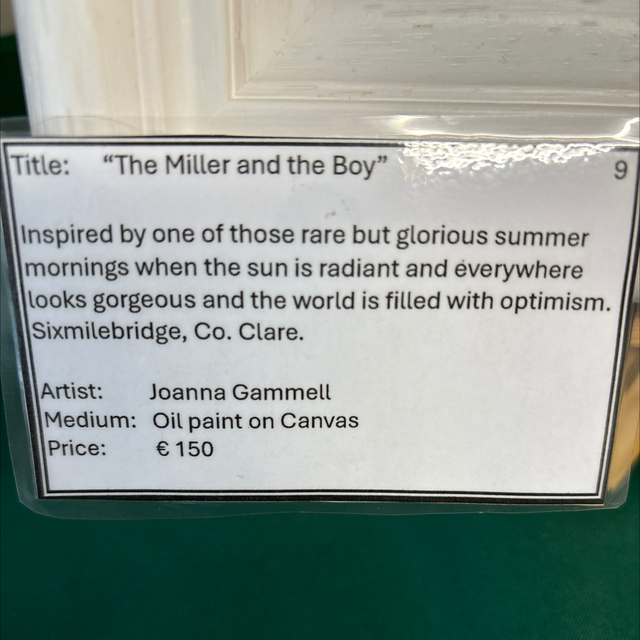 Title: “The Miller and the Boy” 9
Inspired by one of those rare but glorious summer
mornings when the sun is radiant and everywhere
looks gorgeous and the world is filled with optimism.
Sixmilebridge, Co. Clare.
Artist: Joanna Gammell
Medium: Oil paint on Canvas
Price: € 150